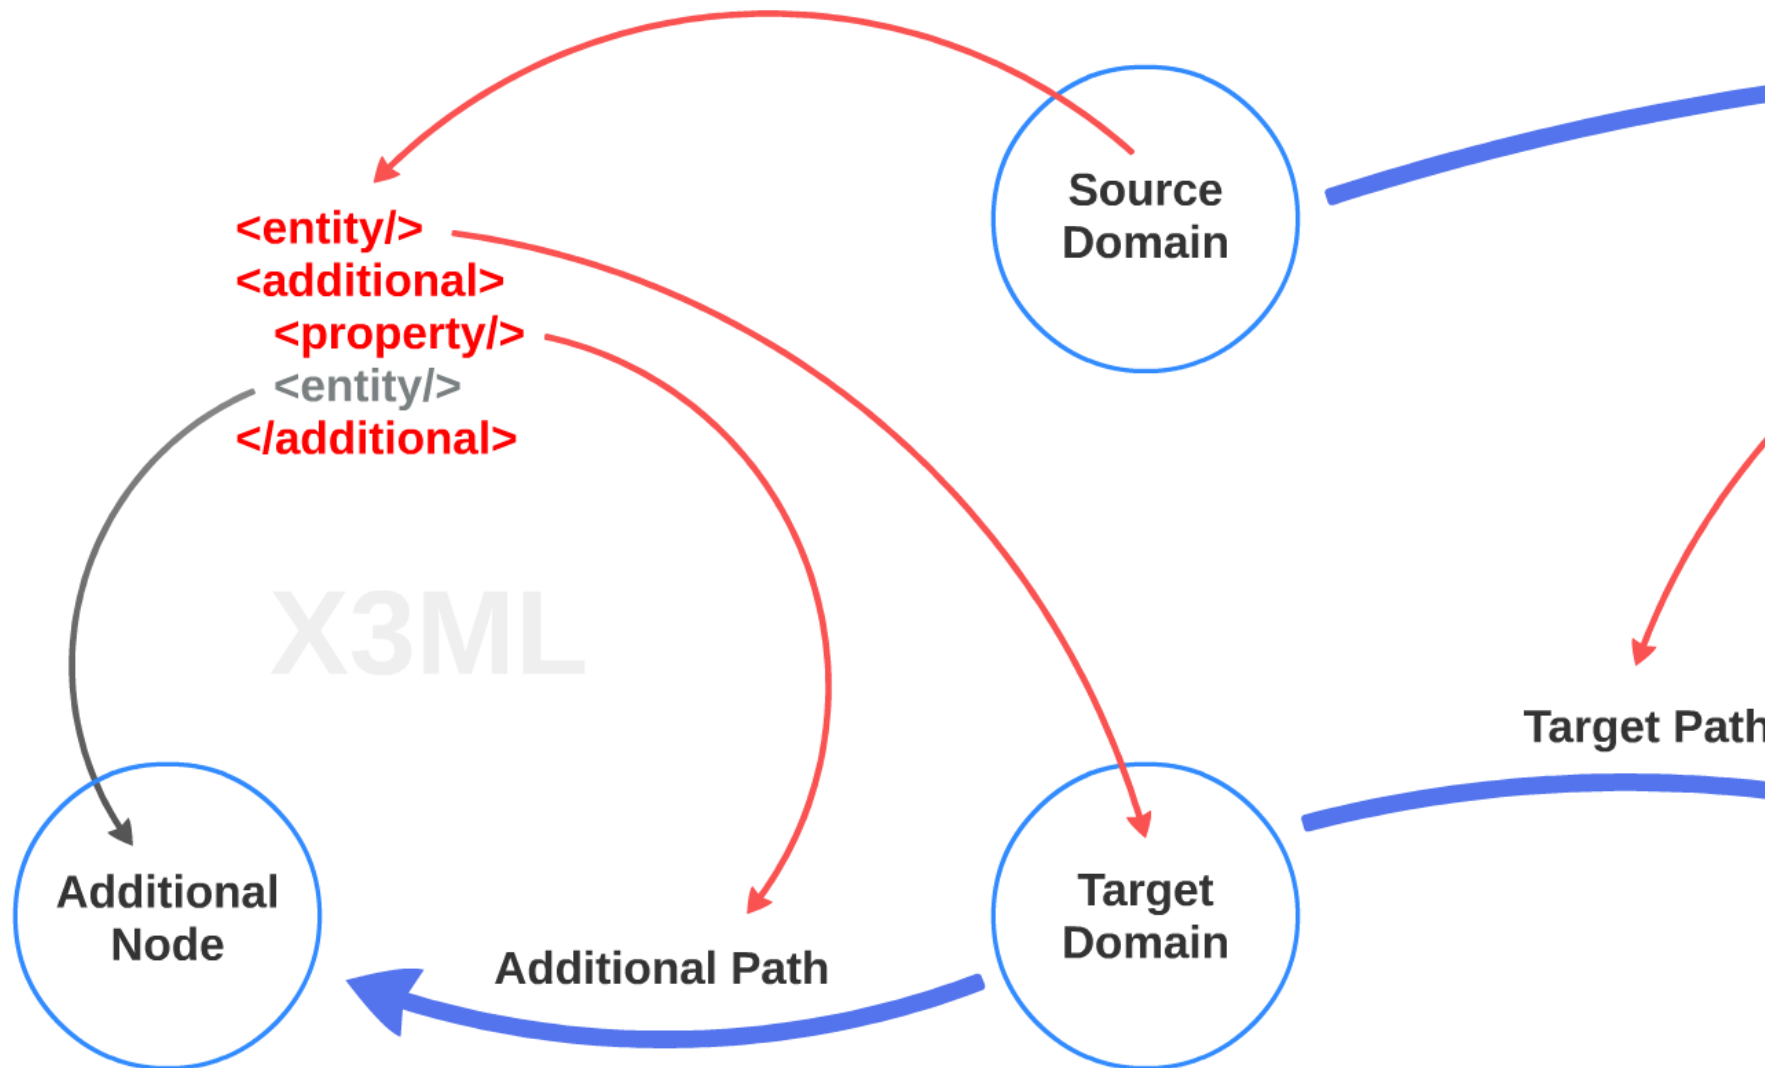 Source
Domain
<entity/>
<additional>
<property/>
<entity/>
</additional>
X3ML
Target Path
Additional
Node
Target
Domain
Additional Path